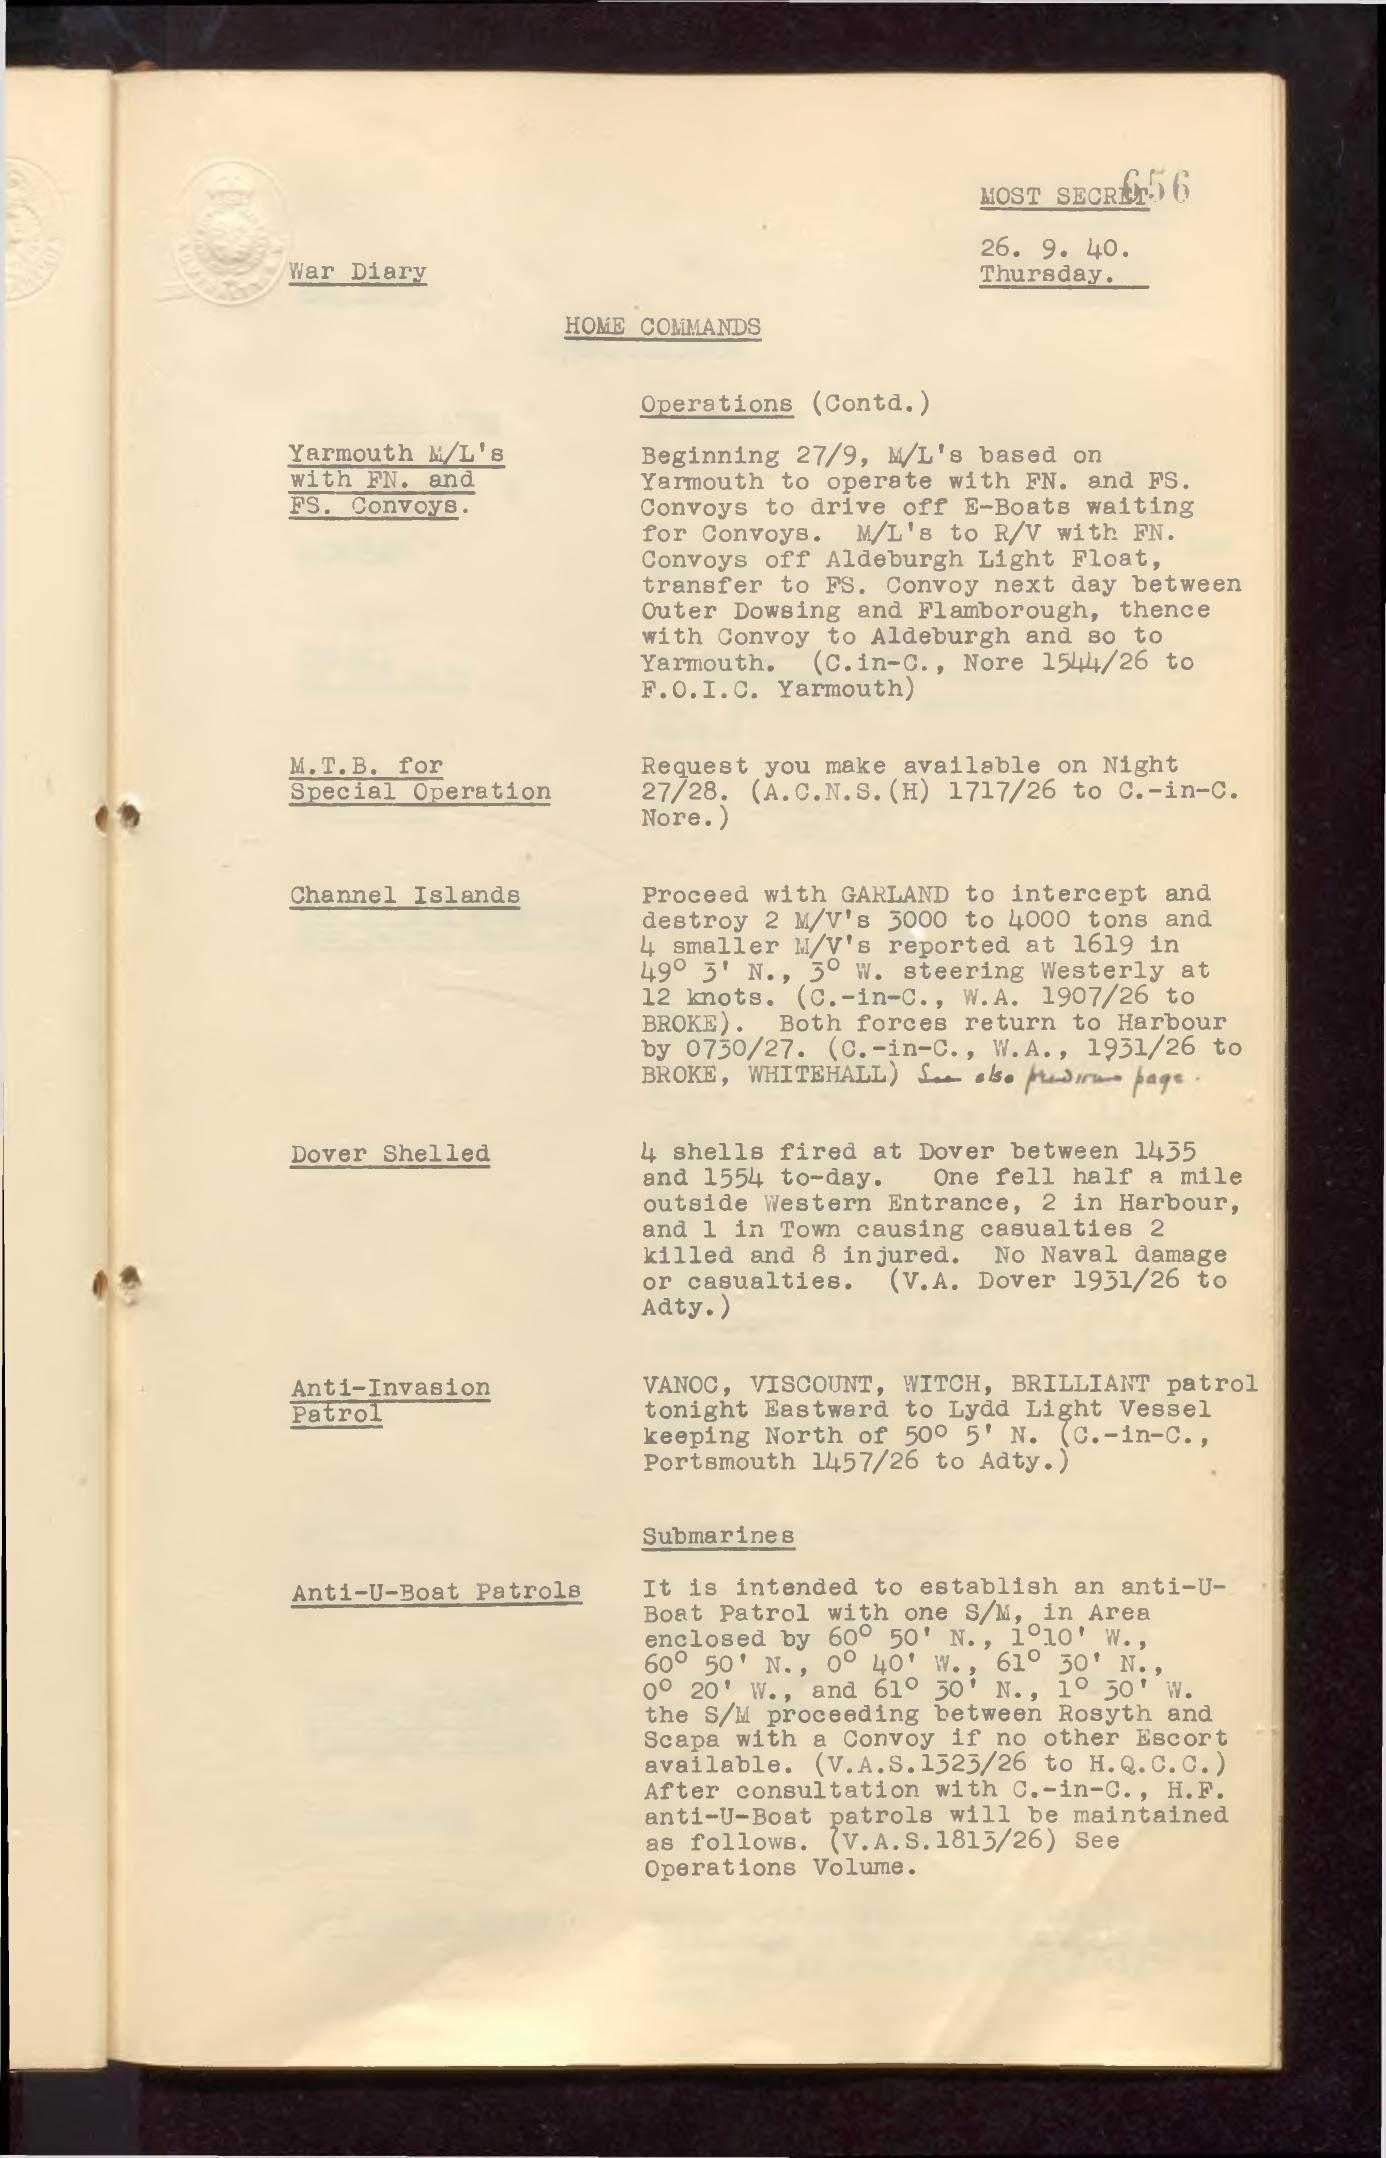 MOST SECRET
656
26. 9. 40.
Thursday.
War Diary
HOME COMMANDS
Operations (Contd.)
Yarmouth M/L's
with FN. and
FS. Convoys.
Beginning 27/9, M/L's based on
Yarmouth to operate with FN. and FS.
Convoys to drive off E-Boats waiting
for Convoys. M/L's to R/V with FN.
Convoys off Aldeburgh Light Float,
transfer to FS. Convoy next day between
Outer Dowsing and Flamborough, thence
with Convoy to Aldeburgh and so to
Yarmouth. (C.in-C., Nore 1544/26 to
F.O.I.C. Yarmouth)
M.T.B. for
Special Operation
Request you make available on Night
27/28. (A.C.N.S.(H) 1717/26 to C.-in-C.
Nore.)
Channel Islands
Proceed with GARLAND to intercept and
destroy 2 M/V's 3000 to 4000 tons and
4 smaller M/V's reported at 1619 in
49° 3' N., 3° W. steering Westerly at
12 knots. (C.-in-C., W.A. 1907/26 to
BROKE). Both forces return to Harbour
by 0730/27. (C.-in-C., W.A., 1931/26 to
BROKE, WHITEHALL) See also previous page.
Dover Shelled
4 shells fired at Dover between 1435
and 1554 to-day. One fell half a mile
outside Western Entrance, 2 in Harbour,
and 1 in Town causing casualties 2
killed and 8 injured. No Naval damage
or casualties. (V.A. Dover 1931/26 to
Adty.)
Anti-Invasion
Patrol
VANOC, VISCOUNT, WITCH, BRILLIANT patrol
tonight Eastward to Lydd Light Vessel
keeping North of 50° 5' N. (C.-in-C.,
Portsmouth 1457/26 to Adty.)
Submarines
Anti-U-Boat Patrols
It is intended to establish an anti-U-
Boat Patrol with one S/M, in Area
enclosed by 60° 50' N., 1°10' W.,
60° 50' N., 0° 40' W., 61° 30' N.,
0° 20' W., and 61° 30' N., 1° 30' W.
the S/M proceeding between Rosyth and
Scapa with a Convoy if no other Escort
available. (V.A.S.1323/26 to H.Q.C.C.)
After consultation with C.-in-C., H.F.
anti-U-Boat patrols will be maintained
as follows. (V.A.S.1813/26) See
Operations Volume.